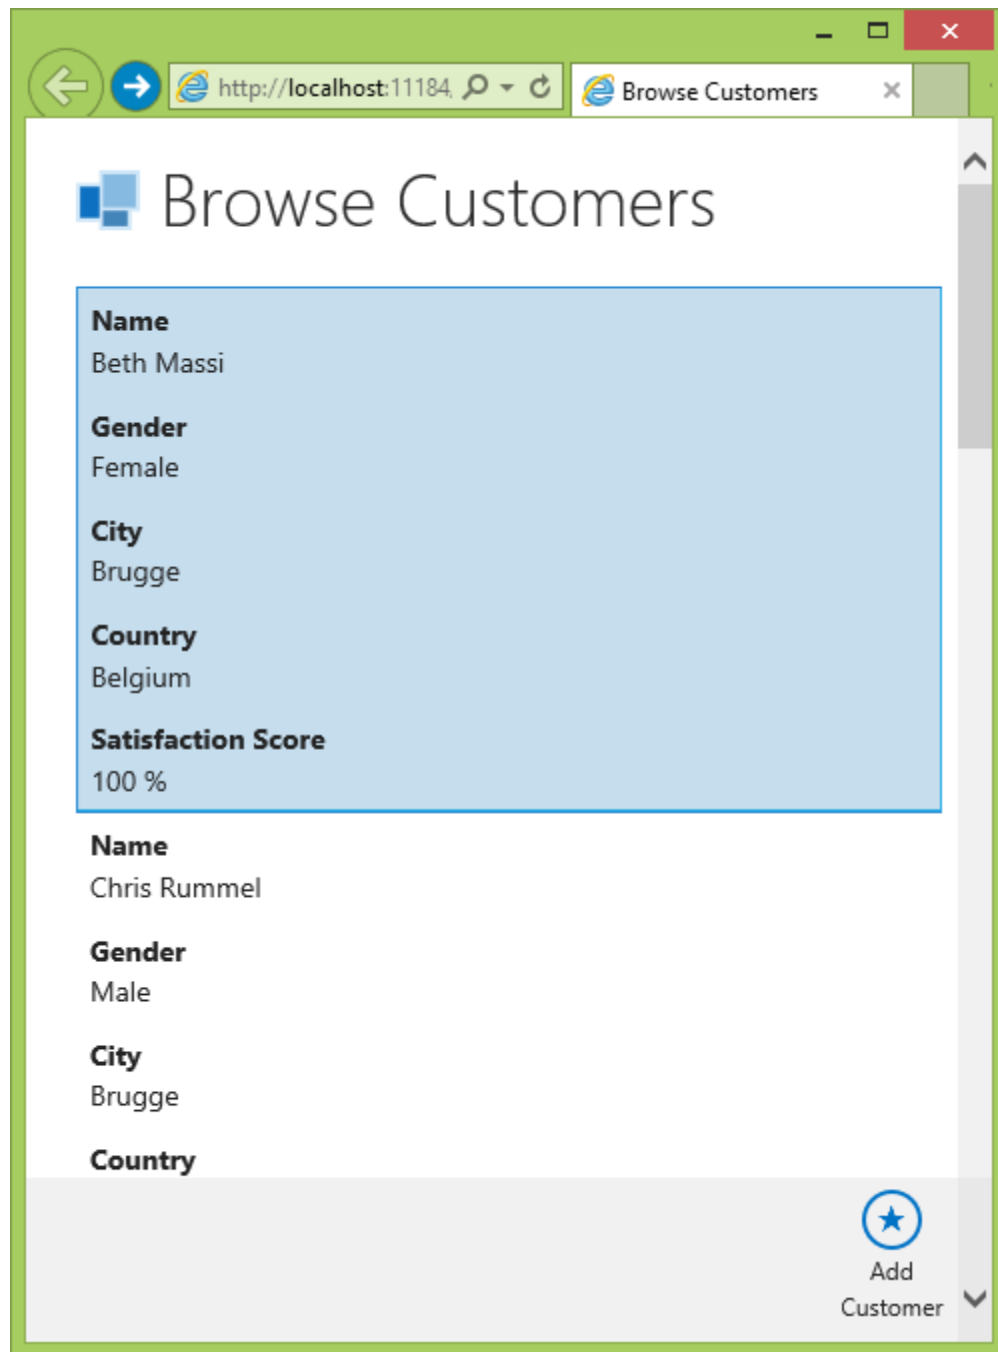 http://localhost:11184
Browse Customers
Browse Customers
Name
Beth Massi
Gender
Female
City
Brugge
Country
Belgium
Satisfaction Score
100 %
Name
Chris Rummel
Gender
Male
City
Brugge
Country
Add
Customer